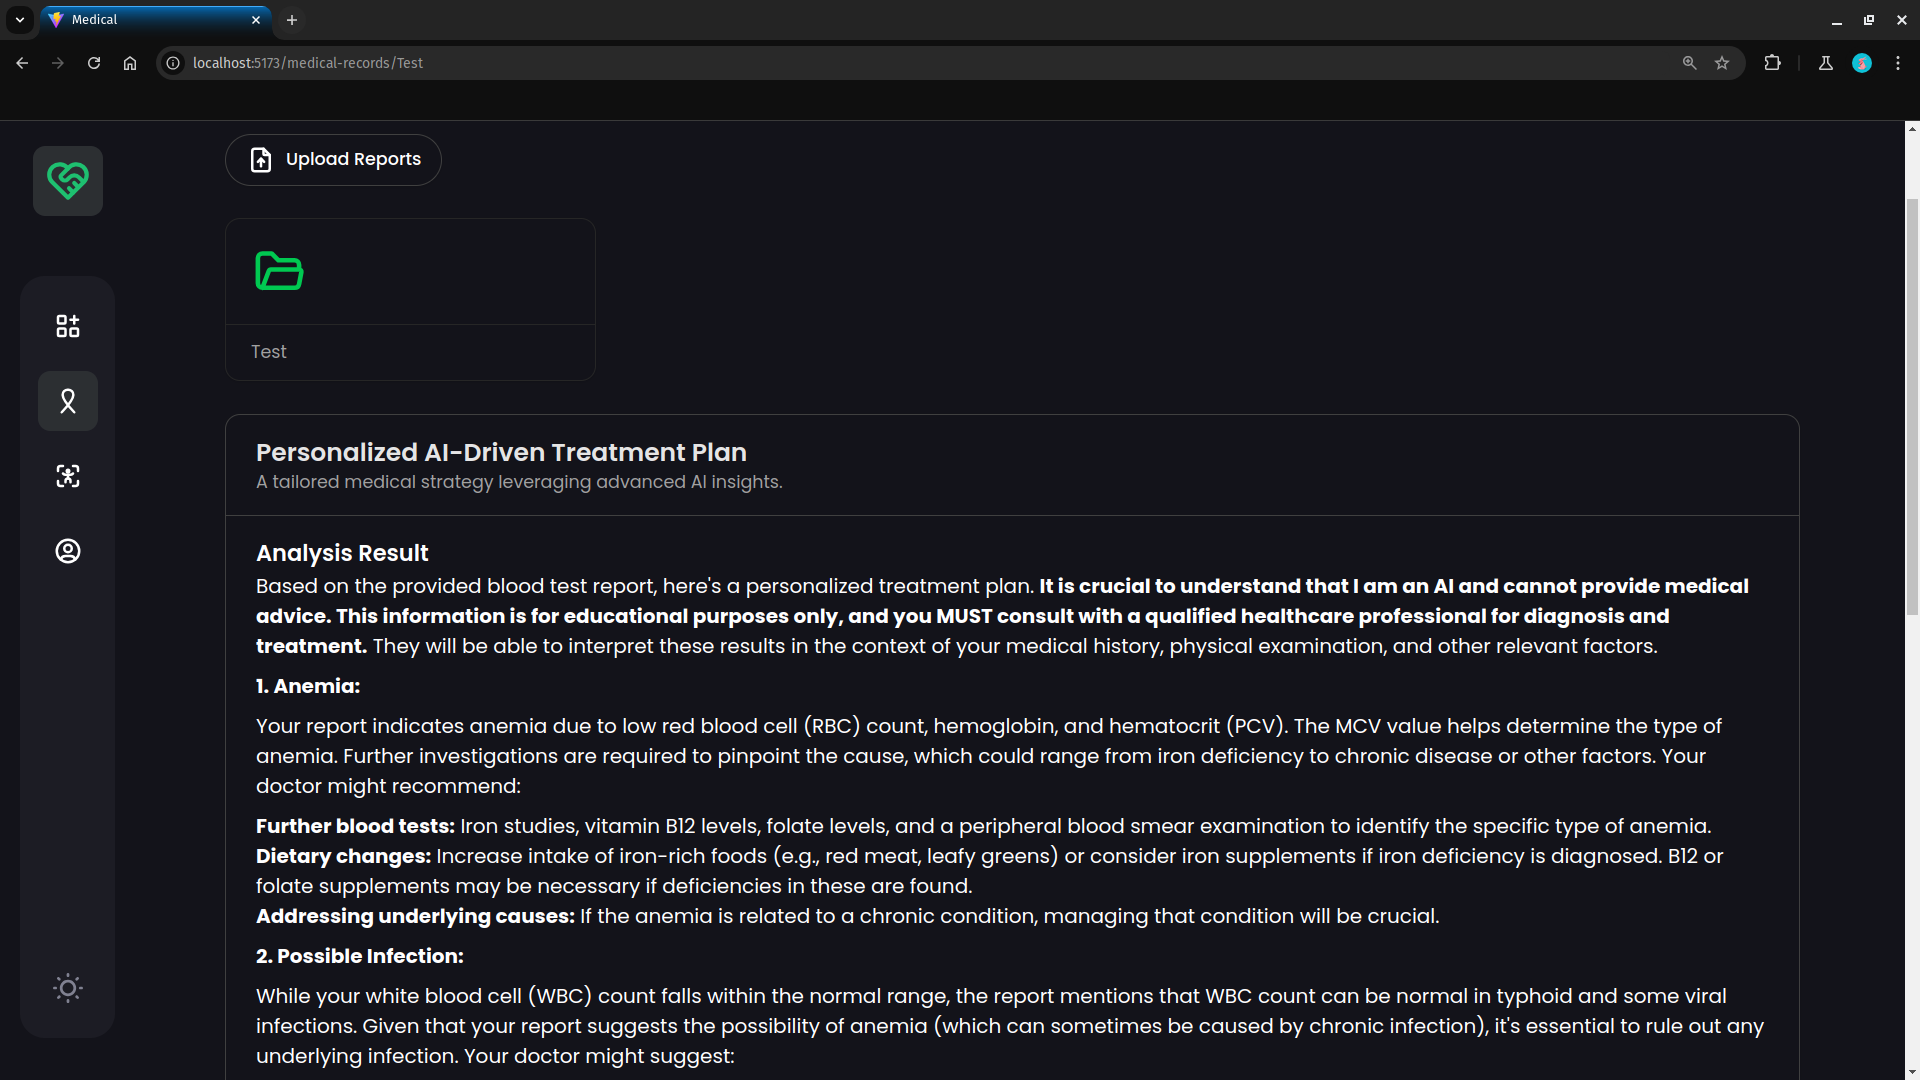 Medical
localhost:5173/medical-records/Test
Upload Reports
Test
Personalized AI-Driven Treatment Plan
A tailored medical strategy leveraging advanced AI insights.
Analysis Result
Based on the provided blood test report, here's a personalized treatment plan. It is crucial to understand that I am an AI and cannot provide medical
advice. This information is for educational purposes only, and you MUST consult with a qualified healthcare professional for diagnosis and
treatment. They will be able to interpret these results in the context of your medical history, physical examination, and other relevant factors.
1. Anemia:
Your report indicates anemia due to low red blood cell (RBC) count, hemoglobin, and hematocrit (PCV). The MCV value helps determine the type of
anemia. Further investigations are required to pinpoint the cause, which could range from iron deficiency to chronic disease or other factors. Your
doctor might recommend:
Further blood tests: Iron studies, vitamin B12 levels, folate levels, and a peripheral blood smear examination to identify the specific type of anemia.
Dietary changes: Increase intake of iron-rich foods (e.g., red meat, leafy greens) or consider iron supplements if iron deficiency is diagnosed. B12 or
folate supplements may be necessary if deficiencies in these are found.
Addressing underlying causes: If the anemia is related to a chronic condition, managing that condition will be crucial.
2. Possible Infection:
While your white blood cell (WBC) count falls within the normal range, the report mentions that WBC count can be normal in typhoid and some viral
infections. Given that your report suggests the possibility of anemia (which can sometimes be caused by chronic infection), it's essential to rule out any
underlying infection. Your doctor might suggest: